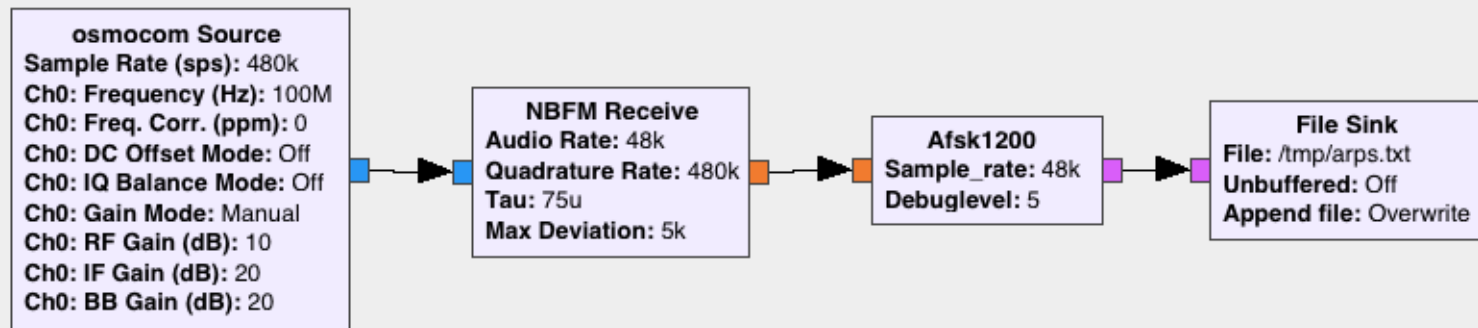 osmocom Source
Sample Rate (sps): 480k
Ch0: Frequency (Hz): 100M
Ch0: Freq. Corr. (ppm): 0
Ch0: DC Offset Mode: Off
Ch0: IQ Balance Mode: Off
Ch0: Gain Mode: Manual
Ch0: RF Gain (dB): 10
Ch0: IF Gain (dB): 20
Ch0: BB Gain (dB): 20
NBFM Receive
Audio Rate: 48k
Quadrature Rate: 480k
Tau: 75u
Max Deviation: 5k
Afsk1200
Sample_rate: 48k
Debuglevel: 5
File Sink
File: /tmp/arps.txt
Unbuffered: Off
Append file: Overwrite